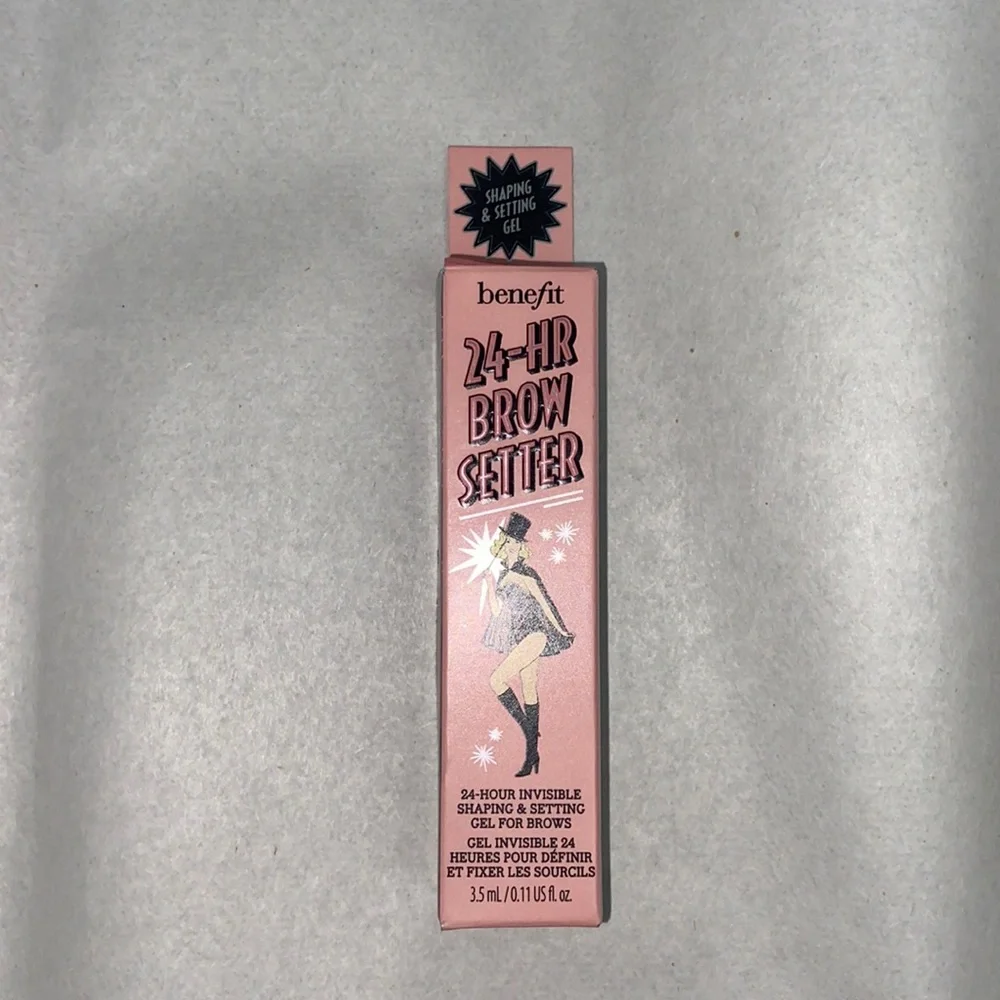 SHAPING
& SETTING
GEL
benefit
24-HR
BROW
SETTER
24-HOUR INVISIBLE
SHAPING & SETTING
GEL FOR BROWS
GEL INVISIBLE 24
HEURES POUR DÉFINIR
ET FIXER LES SOURCILS
3.5 mL / 0.11 US fl. oz.